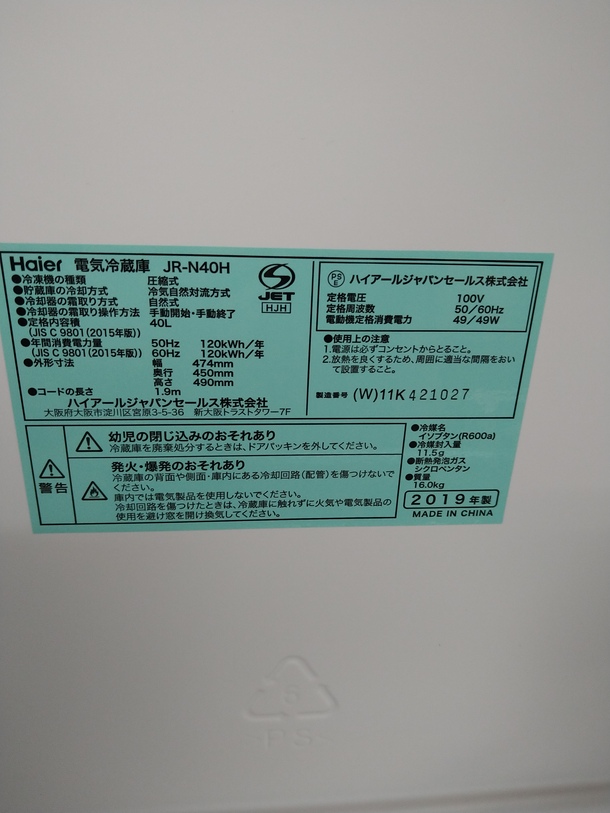 Haier 電気冷蔵庫 JR-N40H
●冷凍機の種類 圧縮式
●貯蔵庫の冷却方式 冷気自然対流方式
●冷却器の霜取り方式 自然式
●冷却器の霜取り操作方法 手動開始・手動終了
●定格内容積 40L
(JIS C 9801(2015年版))
●年間消費電力量 50Hz 120kWh/年
(JIS C 9801(2015年版)) 60Hz 120kWh/年
●外形寸法 幅 474mm
奥行 450mm
高さ 490mm
●コードの長さ 1.9m
ハイアールジャパンセールス株式会社
大阪府大阪市淀川区宮原3-5-36 新大阪トラストタワー7F
S
JET
HJH
PS
E
ハイアールジャパンセールス株式会社
定格電圧 100V
定格周波数 50/60Hz
電動機定格消費電力 49/49W
●使用上の注意
1.電源は必ずコンセントからとること。
2.放熱を良くするため、周囲に適当な間隔をおい
て設置すること。
製造番号 (W)11K421027
警告
幼児の閉じ込みのおそれあり
冷蔵庫を廃棄処分するときは、ドアパッキンを外してください。
発火・爆発のおそれあり
冷蔵庫の背面や側面・庫内にある冷却回路(配管)を傷つけないで
ください。
庫内では電気製品を使用しないでください。
冷却回路を傷つけたときは、冷蔵庫に触れずに火気や電気製品の
使用を避け窓を開け換気してください。
●冷媒名
イソブタン(R600a)
●冷媒封入量
11.5g
●断熱発泡ガス
シクロペンタン
●質量
16.0kg
2019年製
MADE IN CHINA
6
PS